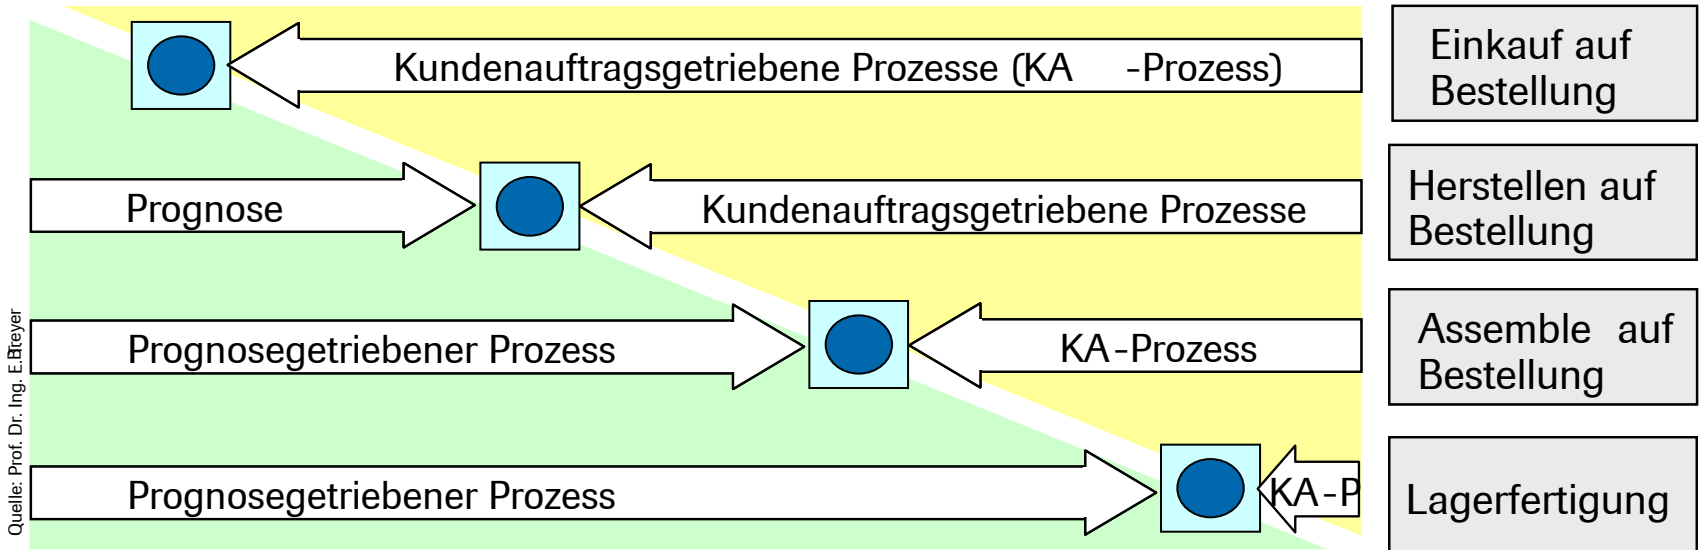 Kundenauftragsgetriebene Prozesse (KA -Prozess)
Einkauf auf
Bestellung
Prognose
Kundenauftragsgetriebene Prozesse
Herstellen auf
Bestellung
Prognosegetriebener Prozess
KA-Prozess
Assemble auf
Bestellung
Prognosegetriebener Prozess
KA-P
Lagerfertigung
Quelle: Prof. Dr. Ing.